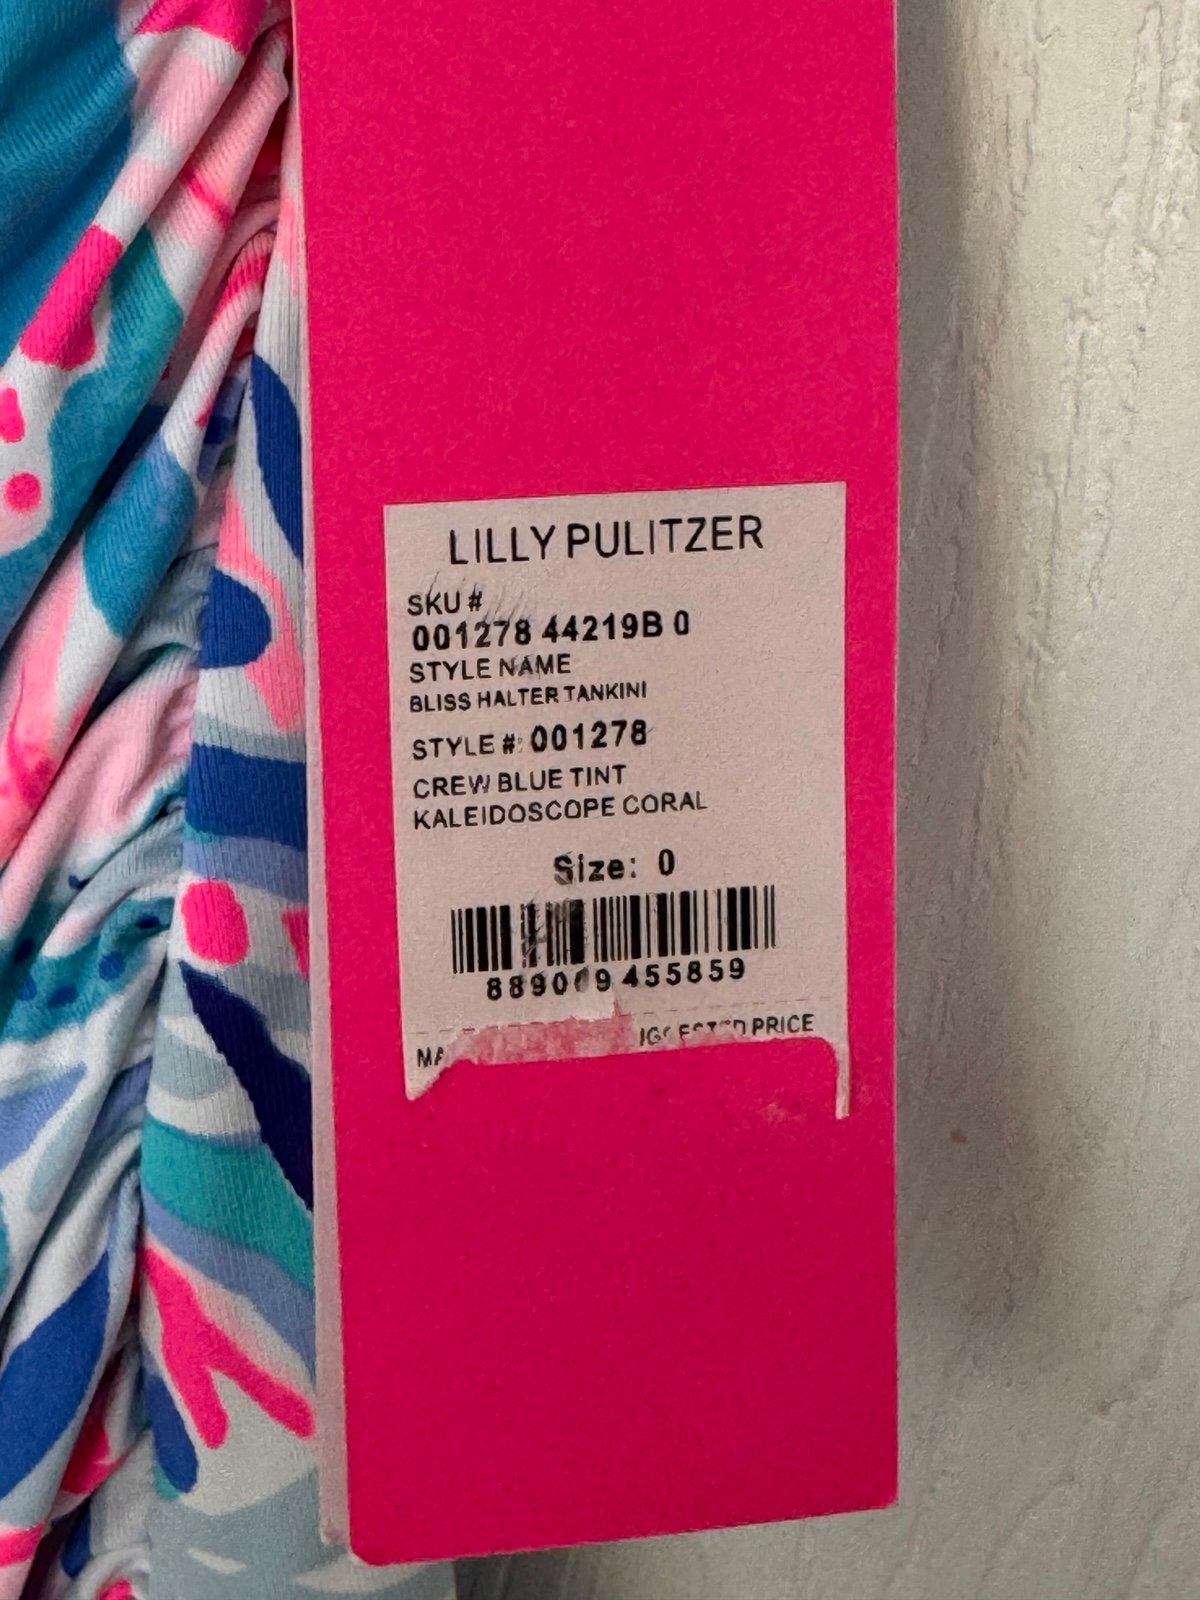 LILLY PULITZER
SKU #
001278 44219B 0
STYLE NAME
BLISS HALTER TANKINI
STYLE #: 001278
CREW BLUE TINT
KALEIDOSCOPE CORAL
Size: 0
455859
PRICE